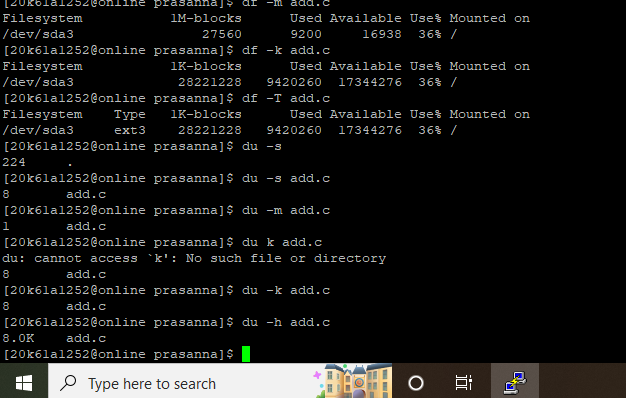 [20k61a1252@online prasanna]$ df -m add.c
Filesystem           1M-blocks      Used Available Use% Mounted on
/dev/sda3                27560      9200     16938  36% /
[20k61a1252@online prasanna]$ df -k add.c
Filesystem           1K-blocks      Used Available Use% Mounted on
/dev/sda3             28221228   9420260  17344276  36% /
[20k61a1252@online prasanna]$ df -T add.c
Filesystem    Type   1K-blocks      Used Available Use% Mounted on
/dev/sda3     ext3    28221228   9420260  17344276  36% /
[20k61a1252@online prasanna]$ du -s
224     .
[20k61a1252@online prasanna]$ du -s add.c
8       add.c
[20k61a1252@online prasanna]$ du -m add.c
1       add.c
[20k61a1252@online prasanna]$ du k add.c
du: cannot access `k': No such file or directory
8       add.c
[20k61a1252@online prasanna]$ du -k add.c
8       add.c
[20k61a1252@online prasanna]$ du -h add.c
8.0K    add.c
[20k61a1252@online prasanna]$
Type here to search